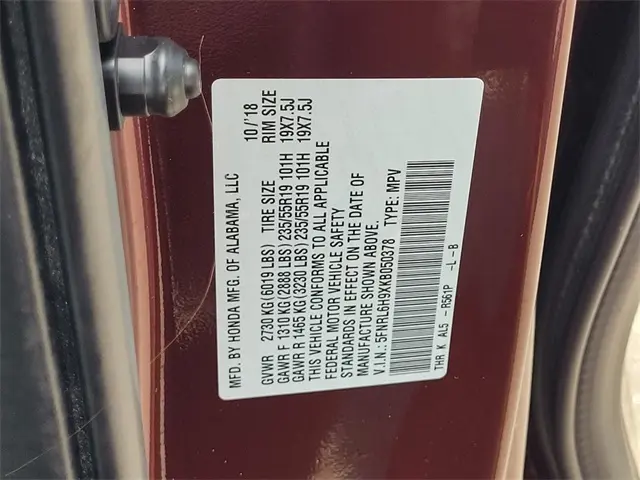 MFD. BY HONDA MFG. OF ALABAMA, LLC 10/'18
GVWR 2730 KG(6019 LBS) TIRE SIZE RIM SIZE
GAWR F 1310 KG(2888 LBS)235/55R19 101H 19X7.5J
GAWR R 1465 KG(3230 LBS)235/55R19 101H 19X7.5J
THIS VEHICLE CONFORMS TO ALL APPLICABLE
FEDERAL MOTOR VEHICLE SAFETY
STANDARDS IN EFFECT ON THE DATE OF
MANUFACTURE SHOWN ABOVE.
V.I.N.:5FNRL6H9XKB050378 TYPE: MPV
THR K AL5 - R561P -L-B